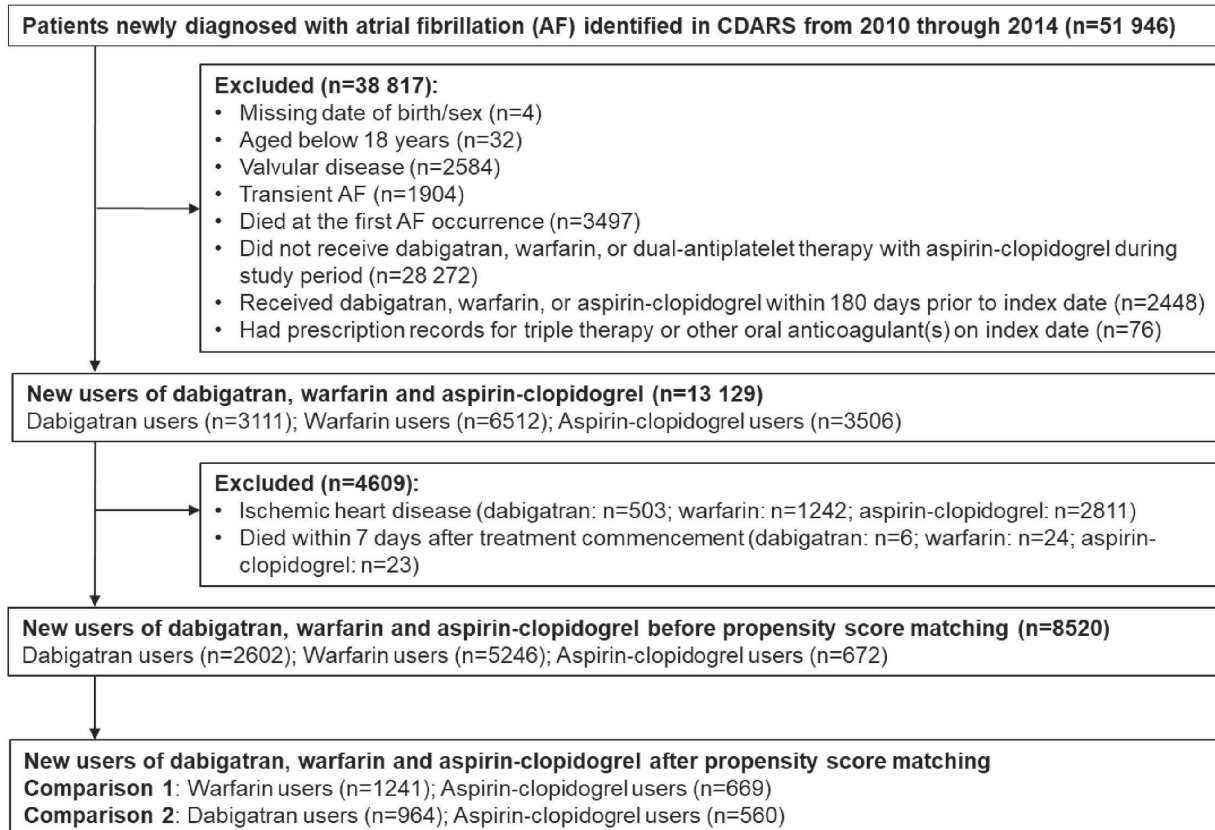 Patients newly diagnosed with atrial fibrillation (AF) identified in CDARS from 2010 through 2014 (n=51 946)
Excluded (n=38 817):
• Missing date of birth/sex (n=4)
• Aged below 18 years (n=32)
• Valvular disease (n=2584)
• Transient AF (n=1904)
• Died at the first AF occurrence (n=3497)
• Did not receive dabigatran, warfarin, or dual-antiplatelet therapy with aspirin-clopidogrel during
study period (n=28 272)
• Received dabigatran, warfarin, or aspirin-clopidogrel within 180 days prior to index date (n=2448)
• Had prescription records for triple therapy or other oral anticoagulant(s) on index date (n=76)
New users of dabigatran, warfarin and aspirin-clopidogrel (n=13 129)
Dabigatran users (n=3111); Warfarin users (n=6512); Aspirin-clopidogrel users (n=3506)
Excluded (n=4609):
• Ischemic heart disease (dabigatran: n=503; warfarin: n=1242; aspirin-clopidogrel: n=2811)
• Died within 7 days after treatment commencement (dabigatran: n=6; warfarin: n=24; aspirin-
clopidogrel: n=23)
New users of dabigatran, warfarin and aspirin-clopidogrel before propensity score matching (n=8520)
Dabigatran users (n=2602); Warfarin users (n=5246); Aspirin-clopidogrel users (n=672)
New users of dabigatran, warfarin and aspirin-clopidogrel after propensity score matching
Comparison 1: Warfarin users (n=1241); Aspirin-clopidogrel users (n=669)
Comparison 2: Dabigatran users (n=964); Aspirin-clopidogrel users (n=560)